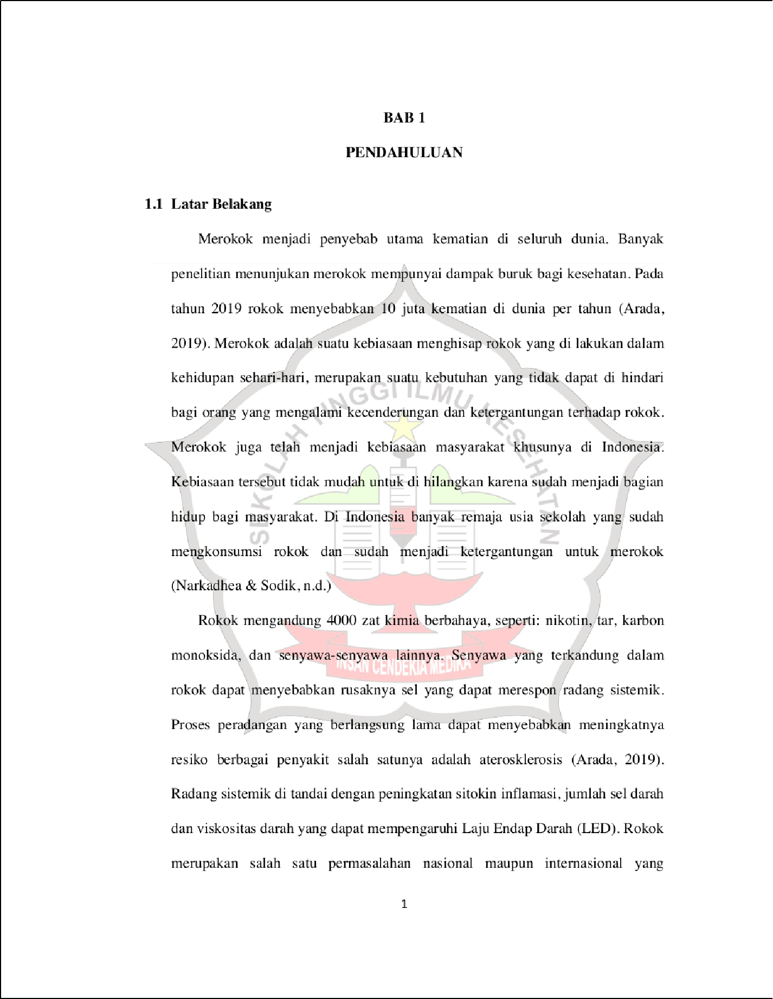 BAB 1
PENDAHULUAN
1.1 Latar Belakang
Merokok menjadi penyebab utama kematian di seluruh dunia. Banyak
penelitian menunjukan merokok mempunyai dampak buruk bagi kesehatan. Pada
tahun 2019 rokok menyebabkan 10 juta kematian di dunia per tahun (Arada,
2019). Merokok adalah suatu kebiasaan menghisap rokok yang di lakukan dalam
kehidupan sehari-hari, merupakan suatu kebutuhan yang tidak dapat di hindari
bagi orang yang mengalami kecenderungan dan ketergantungan terhadap rokok.
Merokok juga telah menjadi kebiasaan masyarakat khusunya di Indonesia.
Kebiasaan tersebut tidak mudah untuk di hilangkan karena sudah menjadi bagian
hidup bagi masyarakat. Di Indonesia banyak remaja usia sekolah yang sudah
mengkonsumsi rokok dan sudah menjadi ketergantungan untuk merokok
(Narkadhea & Sodik, n.d.)
Rokok mengandung 4000 zat kimia berbahaya, seperti: nikotin, tar, karbon
monoksida, dan senyawa-senyawa lainnya. Senyawa yang terkandung dalam
rokok dapat menyebabkan rusaknya sel yang dapat merespon radang sistemik.
Proses peradangan yang berlangsung lama dapat menyebabkan meningkatnya
resiko berbagai penyakit salah satunya adalah aterosklerosis (Arada, 2019).
Radang sistemik di tandai dengan peningkatan sitokin inflamasi, jumlah sel darah
dan viskositas darah yang dapat mempengaruhi Laju Endap Darah (LED). Rokok
merupakan salah satu permasalahan nasional maupun internasional yang
1
SEKOLAH TINGGI ILMU KESEHATAN
INSAN CENDEKIA MEDIKA